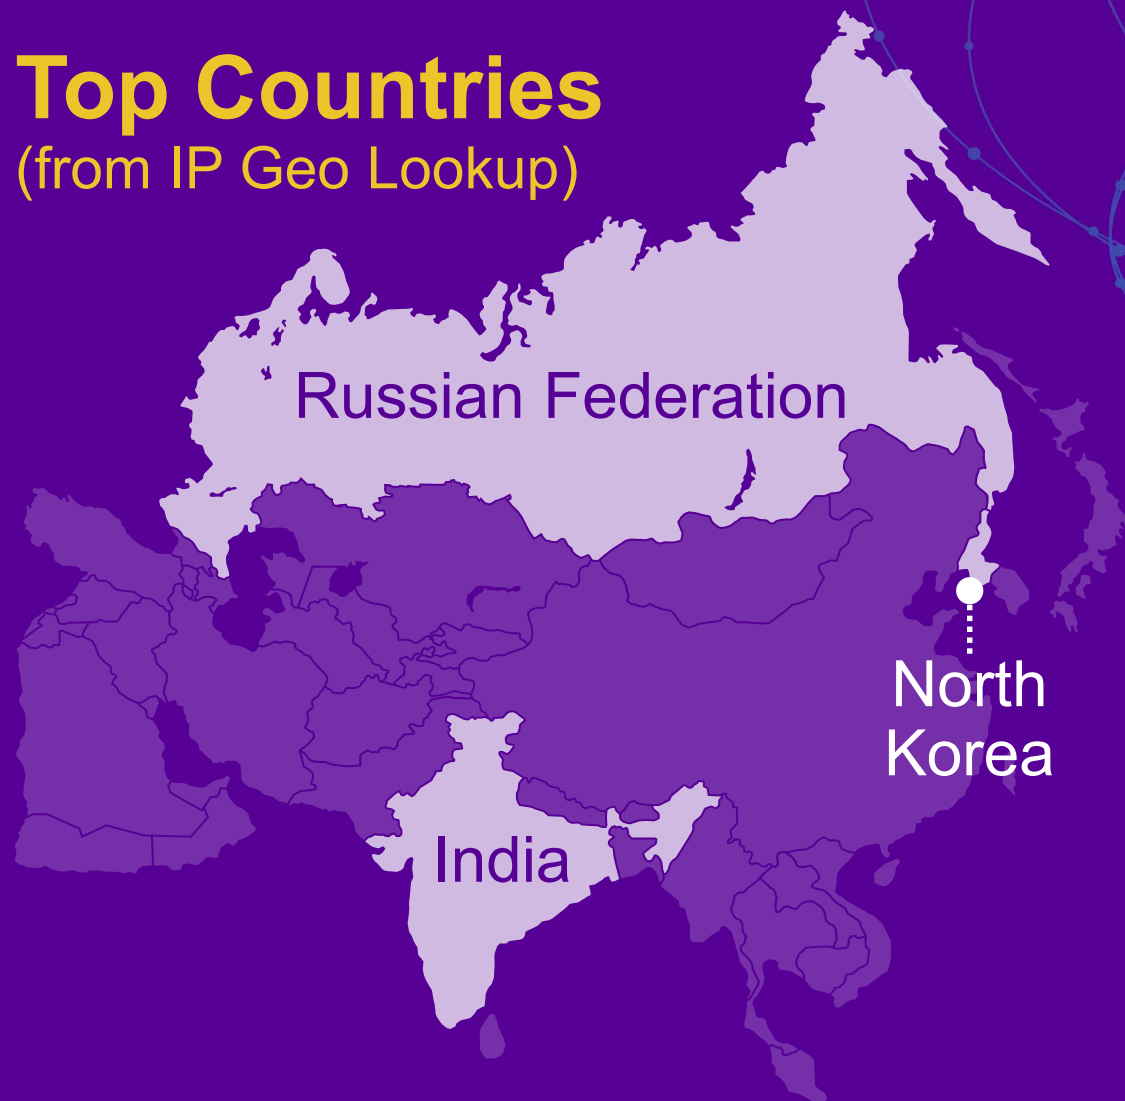 Top Countries
(from IP Geo Lookup)
Russian Federation
North
Korea
India